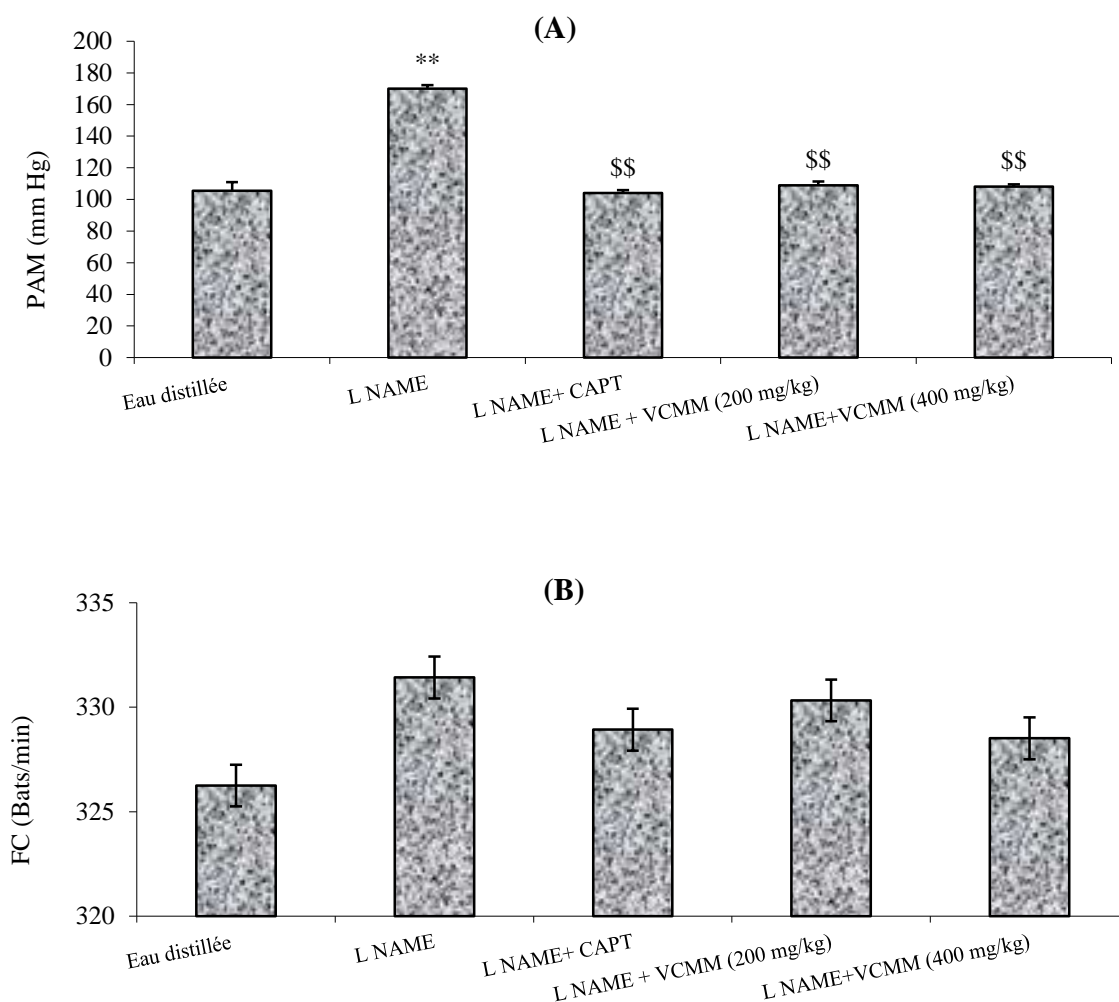 (A)
PAM (mm Hg)
200
180
160
140
120
100
80
60
40
20
0
**
$$
$$
$$
Eau distillée
L NAME
L NAME+ CAPT
L NAME + VCMM (200 mg/kg)
L NAME+VCMM (400 mg/kg)
(B)
FC (Bats/min)
335
330
325
320
Eau distillée
L NAME
L NAME+ CAPT
L NAME + VCMM (200 mg/kg)
L NAME+VCMM (400 mg/kg)